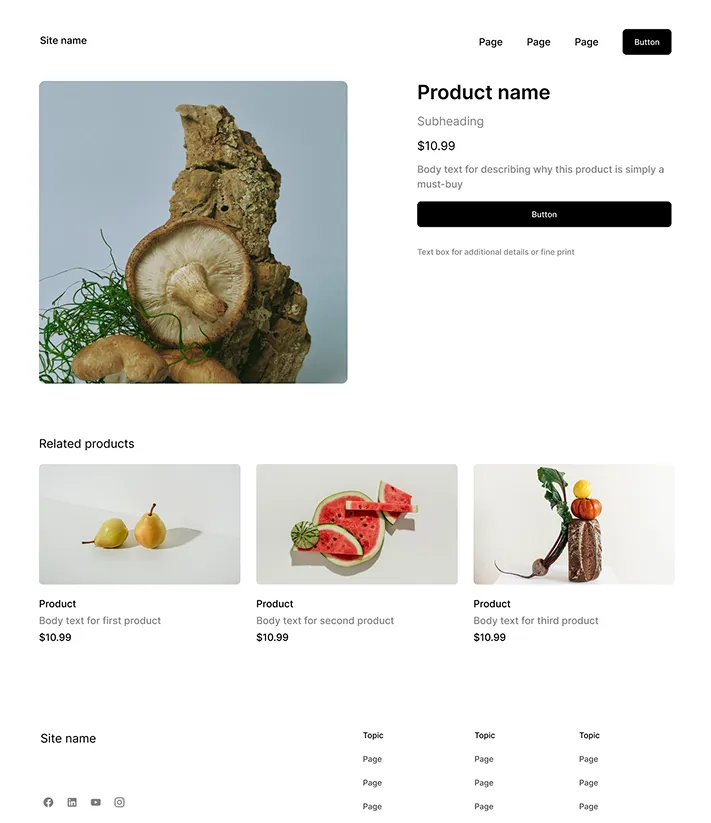 Site name
Page
Page
Page
Button
Product name
Subheading
$10.99
Body text for describing why this product is simply a
must-buy
Button
Text box for additional details or fine print
Related products
Product
Body text for first product
$10.99
Product
Body text for second product
$10.99
Product
Body text for third product
$10.99
Site name
Topic
Page
Page
Page
Topic
Page
Page
Page
Topic
Page
Page
Page